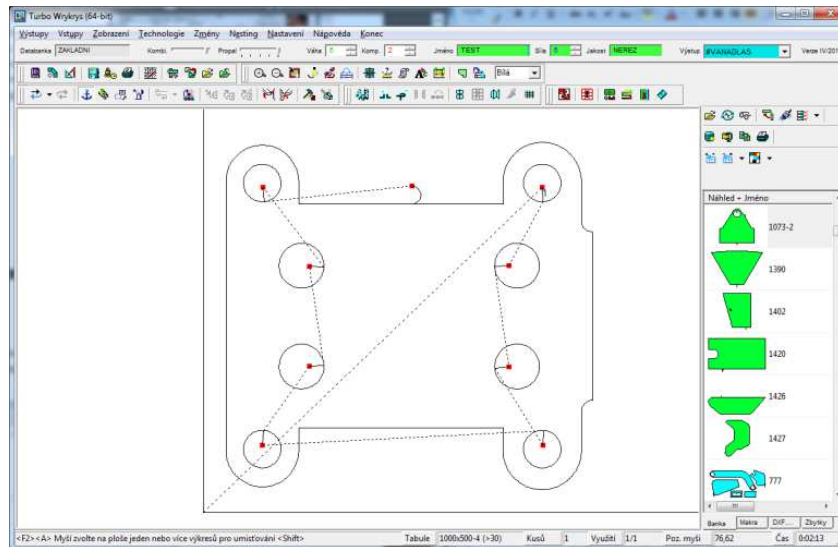 Turbo Wrykrys (64-bit)
Výstupy Vstupy Zobrazení Technologie Změny Nesting Nastavení Nápověda Konec
Databanka ZAKLADNI Kombi. Propal Váha 5 Komp. 2 Jméno TEST Síla 6 Jakost NEREZ Výstup #VANADLAS
Bílá
Náhled + Jméno
1073-2
1390
1402
1420
1426
1427
777
Banka Makra DXF... Zbytky
<F2><A> Myší zvolte na ploše jeden nebo více výkresů pro umisťování <Shift> Tabule 1000x500-4 (>30) Kusů 1 Využití 1/1 Poz. myši 76,62 Čas 0:02:13